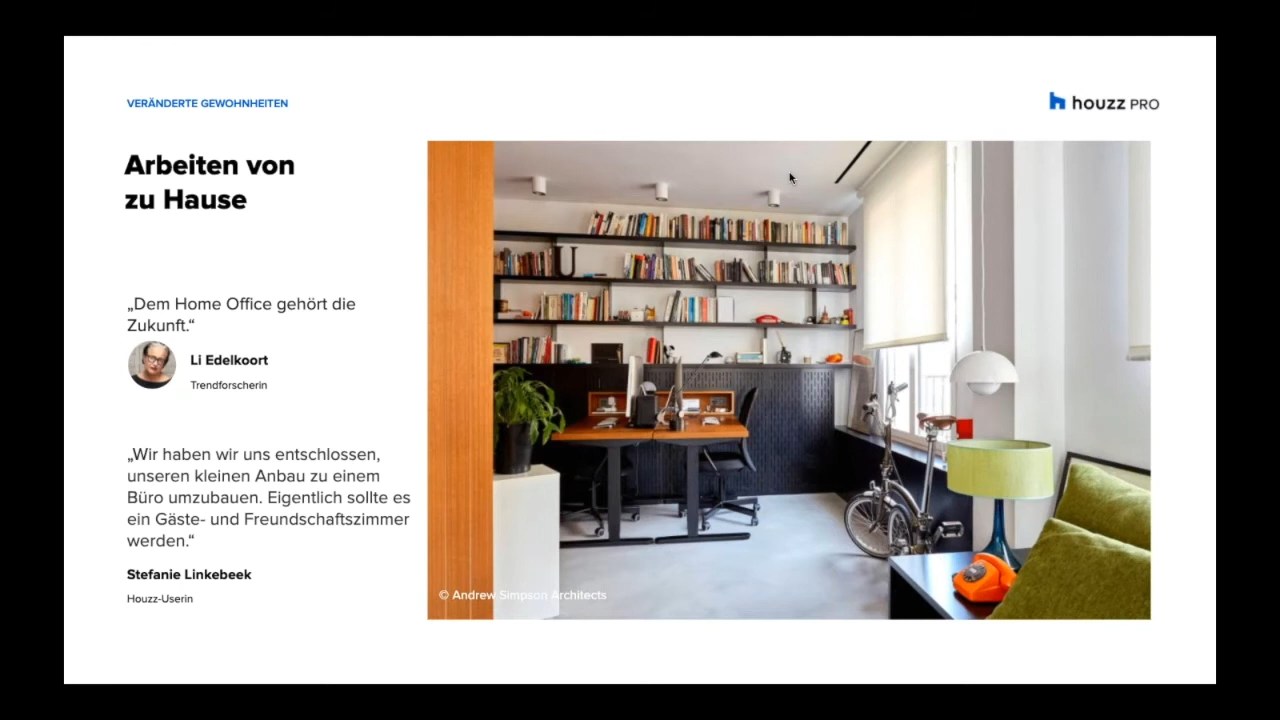 VERÄNDERTE GEWOHNHEITEN
houzz PRO
Arbeiten von
zu Hause
„Dem Home Office gehört die
Zukunft.“
Li Edelkoort
Trendforscherin
„Wir haben wir uns entschlossen,
unseren kleinen Anbau zu einem
Büro umzubauen. Eigentlich sollte es
ein Gäste- und Freundschaftszimmer
werden.“
Stefanie Linkebeek
Houzz-Userin
U
© Andrew Simpson Architects